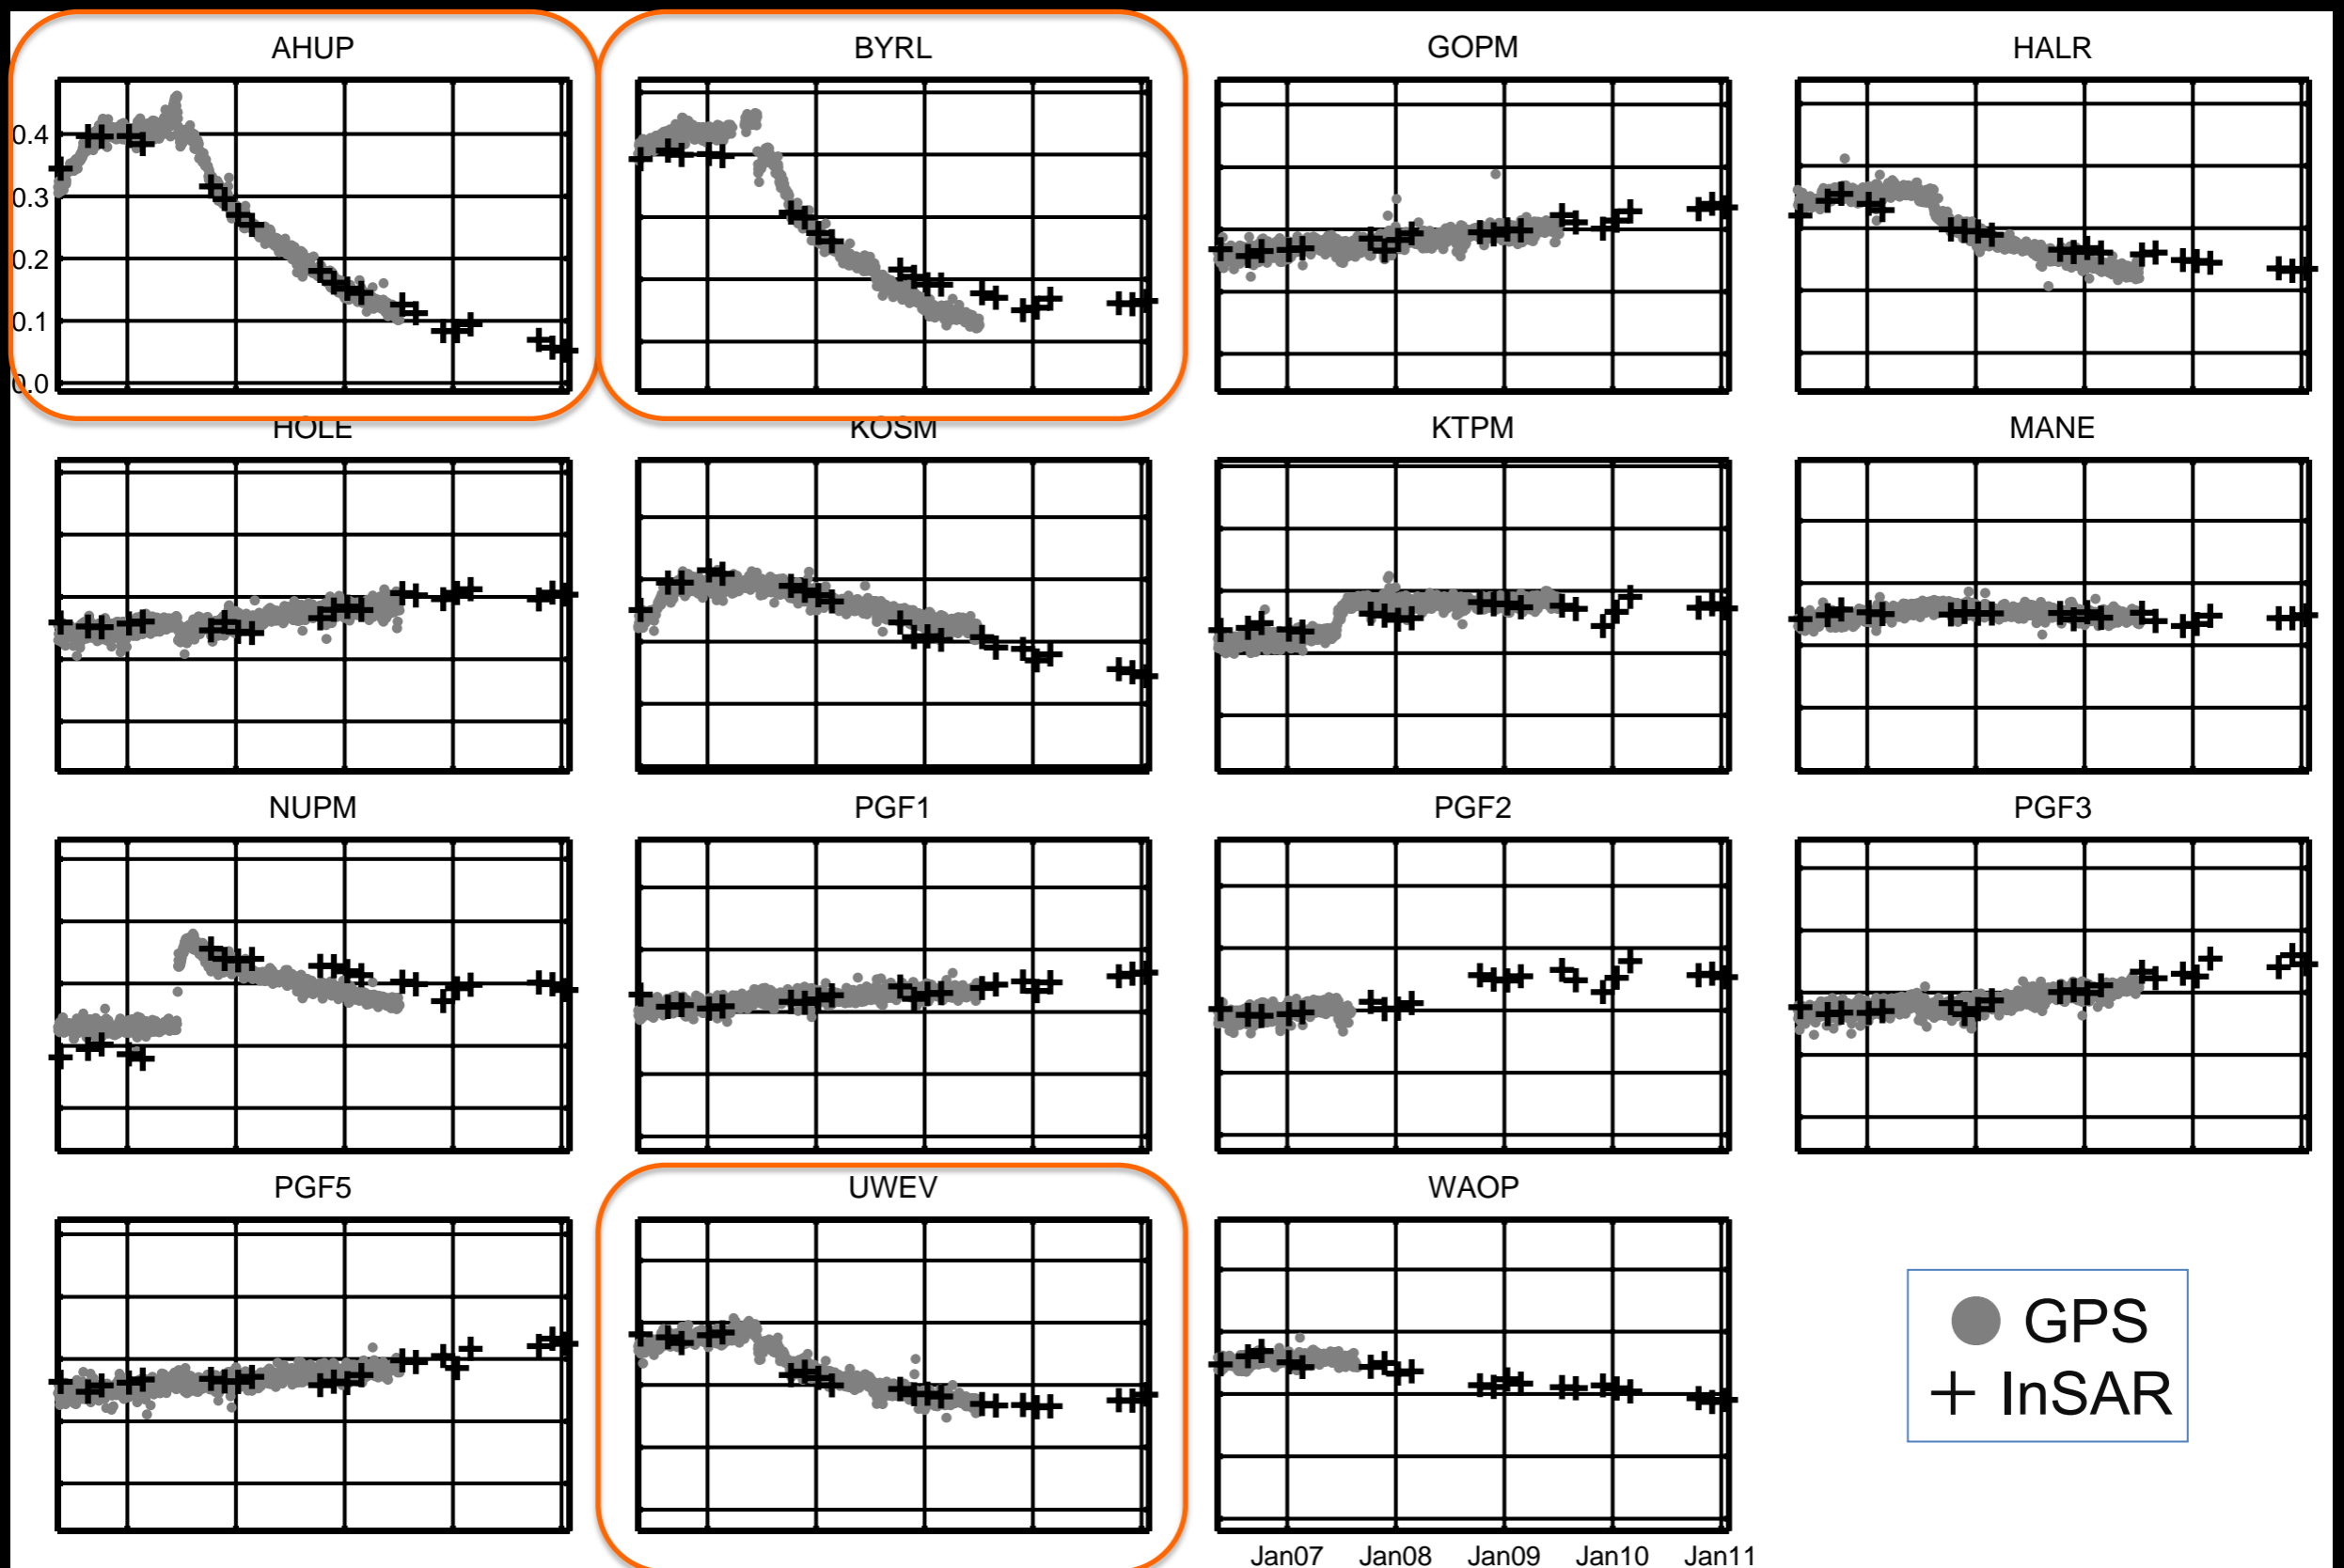 AHUP
BYRL
GOPM
HALR
0.4
0.3
0.2
0.1
0.0
HOLE
KOSM
KTPM
MANE
NUPM
PGF1
PGF2
PGF3
PGF5
UWEV
WAOP
GPS
InSAR
Jan07 Jan08 Jan09 Jan10 Jan11